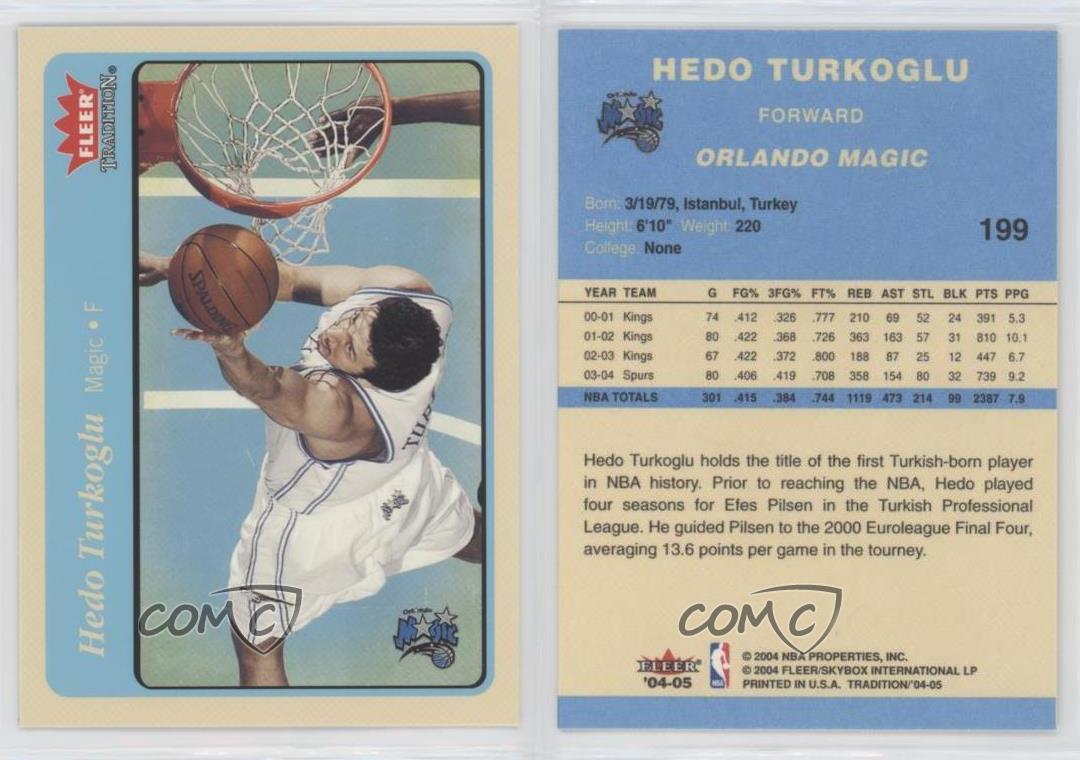 FLEER®
TRADITION®
Hedo Turkoglu Magic • F
SPALDING
TUR
Orlando
MAGIC
COMC
HEDO TURKOGLU
FORWARD
Orlando
MAGIC
ORLANDO MAGIC
Born: 3/19/79, Istanbul, Turkey
Height: 6'10" Weight: 220
College: None
199
YEAR TEAM G FG% 3FG% FT% REB AST STL BLK PTS PPG
00-01 Kings 74 .412 .326 .777 210 69 52 24 391 5.3
01-02 Kings 80 .422 .368 .726 363 163 57 31 810 10.1
02-03 Kings 67 .422 .372 .800 188 87 25 12 447 6.7
03-04 Spurs 80 .406 .419 .708 358 154 80 32 739 9.2
NBA TOTALS 301 .415 .384 .744 1119 473 214 99 2387 7.9
Hedo Turkoglu holds the title of the first Turkish-born player
in NBA history. Prior to reaching the NBA, Hedo played
four seasons for Efes Pilsen in the Turkish Professional
League. He guided Pilsen to the 2000 Euroleague Final Four,
averaging 13.6 points per game in the tourney.
COMC
FLEER
'04-05
NBA
© 2004 NBA PROPERTIES, INC.
© 2004 FLEER/SKYBOX INTERNATIONAL LP
PRINTED IN U.S.A. TRADITION/'04-05